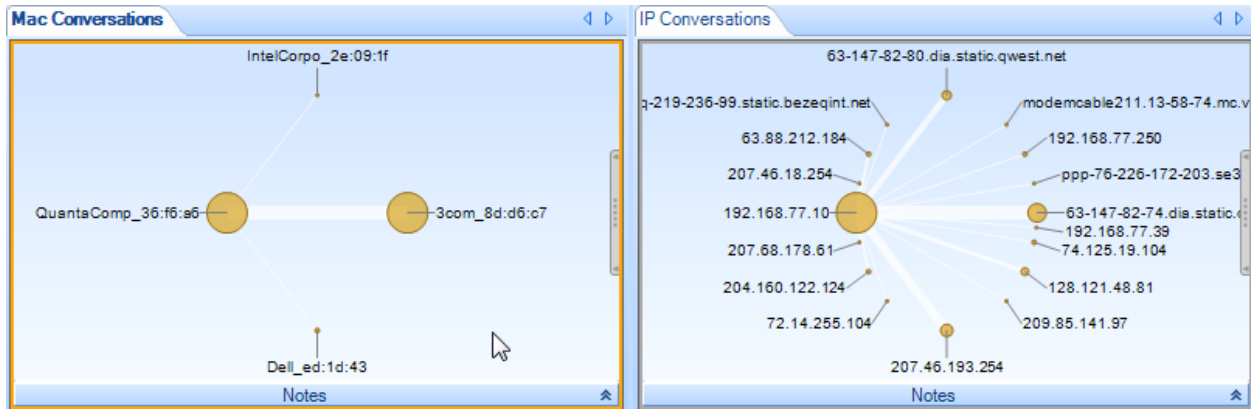 Mac Conversations
IntelCorpo_2e:09:1f
QuantaComp_36:f6:a6
3com_8d:d6:c7
Dell_ed:1d:43
Notes
IP Conversations
63-147-82-80.dia.static.qwest.net
q-219-236-99.static.bezeqint.net
modemcable211.13-58-74.mc.v
63.88.212.184
192.168.77.250
207.46.18.254
ppp-76-226-172-203.se3
192.168.77.10
63-147-82-74.dia.static.
192.168.77.39
207.68.178.61
74.125.19.104
204.160.122.124
128.121.48.81
72.14.255.104
209.85.141.97
207.46.193.254
Notes